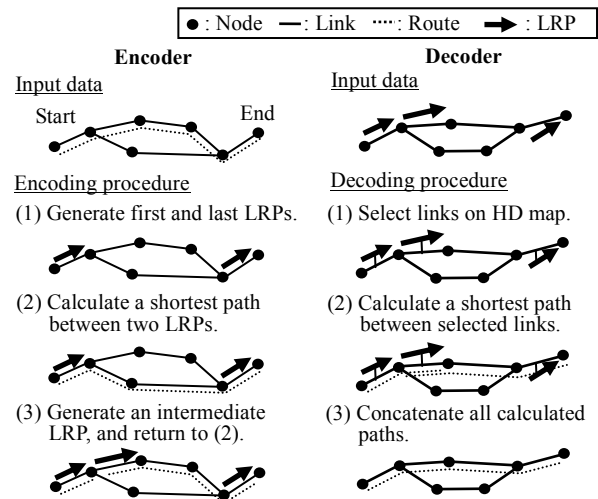 : Node : Link : Route : LRP
Encoder
Input data
Start
End
Encoding procedure
(1) Generate first and last LRPs.
(2) Calculate a shortest path
between two LRPs.
(3) Generate an intermediate
LRP, and return to (2).
Decoder
Input data
Decoding procedure
(1) Select links on HD map.
(2) Calculate a shortest path
between selected links.
(3) Concatenate all calculated
paths.